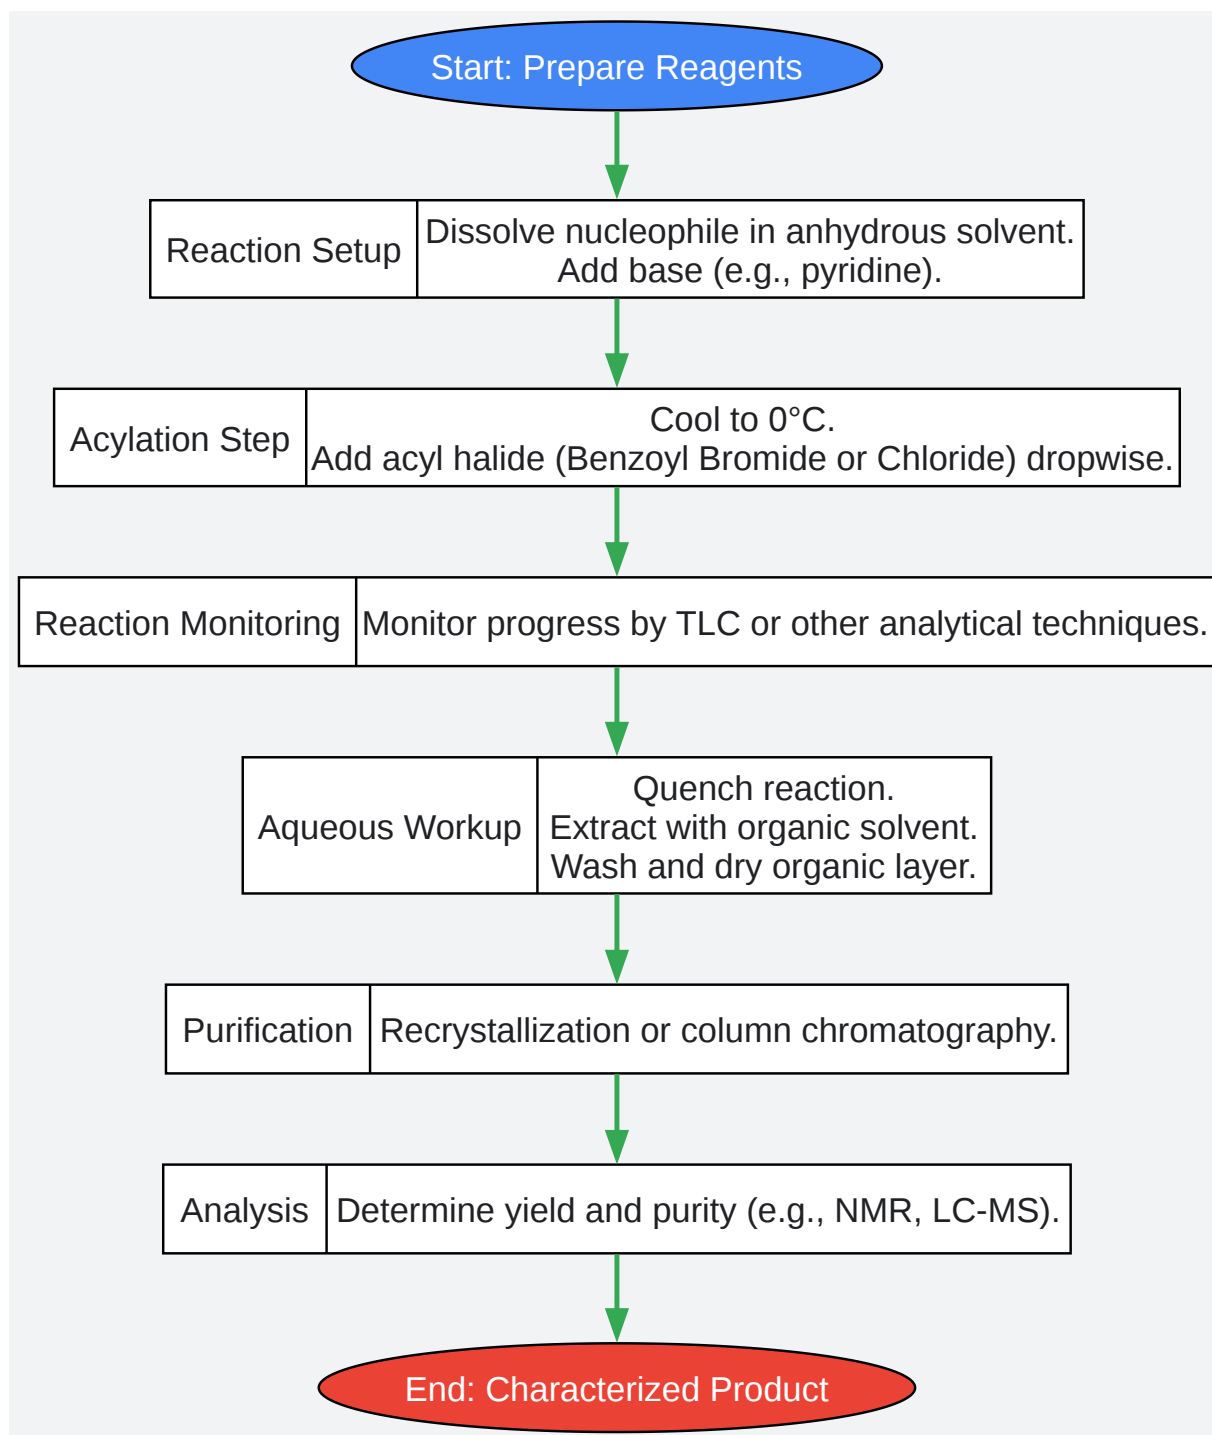 Start: Prepare Reagents
Reaction Setup
Dissolve nucleophile in anhydrous solvent.
Add base (e.g., pyridine).
Acylation Step
Cool to 0°C.
Add acyl halide (Benzoyl Bromide or Chloride) dropwise.
Reaction Monitoring
Monitor progress by TLC or other analytical techniques.
Aqueous Workup
Quench reaction.
Extract with organic solvent.
Wash and dry organic layer.
Purification
Recrystallization or column chromatography.
Analysis
Determine yield and purity (e.g., NMR, LC-MS).
End: Characterized Product